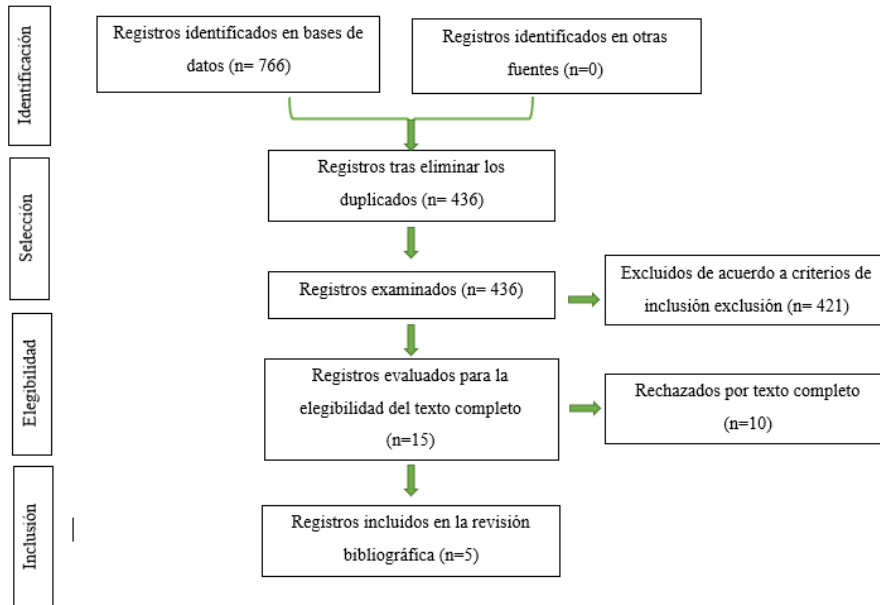 Identificación
Registros identificados en bases de
datos (n= 766)
Registros identificados en otras
fuentes (n=0)
Selección
Registros tras eliminar los
duplicados (n= 436)
Registros examinados (n= 436)
Excluidos de acuerdo a criterios de
inclusión exclusión (n= 421)
Elegibilidad
Registros evaluados para la
elegibilidad del texto completo
(n=15)
Rechazados por texto completo
(n=10)
Inclusión
Registros incluidos en la revisión
bibliográfica (n=5)